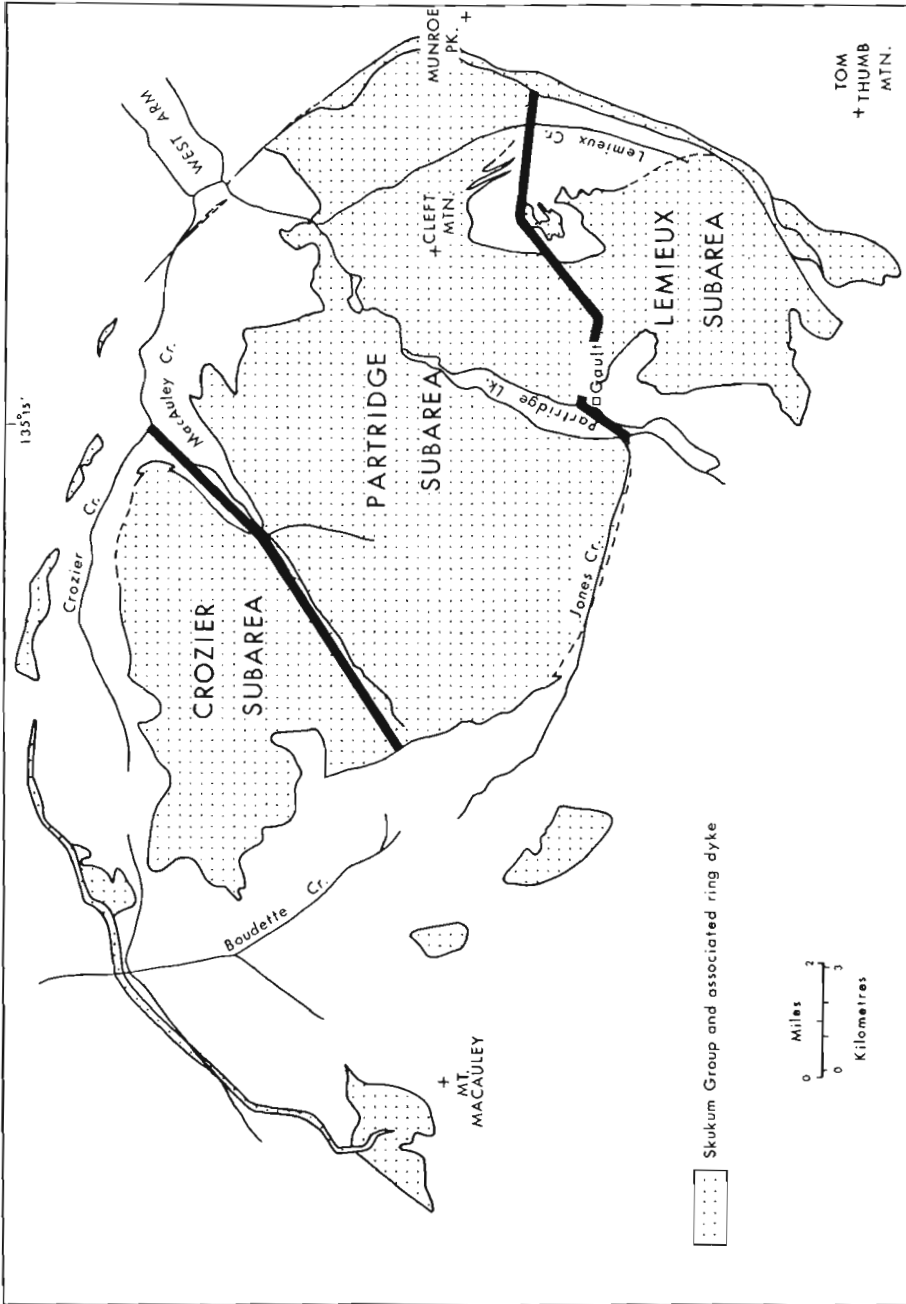 135°15'
WEST ARM
MUNROE
PK.
TOM
THUMB
MTN.
Crozier Cr.
MacAuley Cr.
CLEFT
MTN.
Lemieux Cr.
CROZIER
SUBAREA
PARTRIDGE
SUBAREA
LEMIEUX
SUBAREA
Partridge Lk.
Gault
Jones Cr.
Boudette Cr.
MT.
MACAULEY
Skukum Group and associated ring dyke
Miles
0 2
0 3
Kilometres